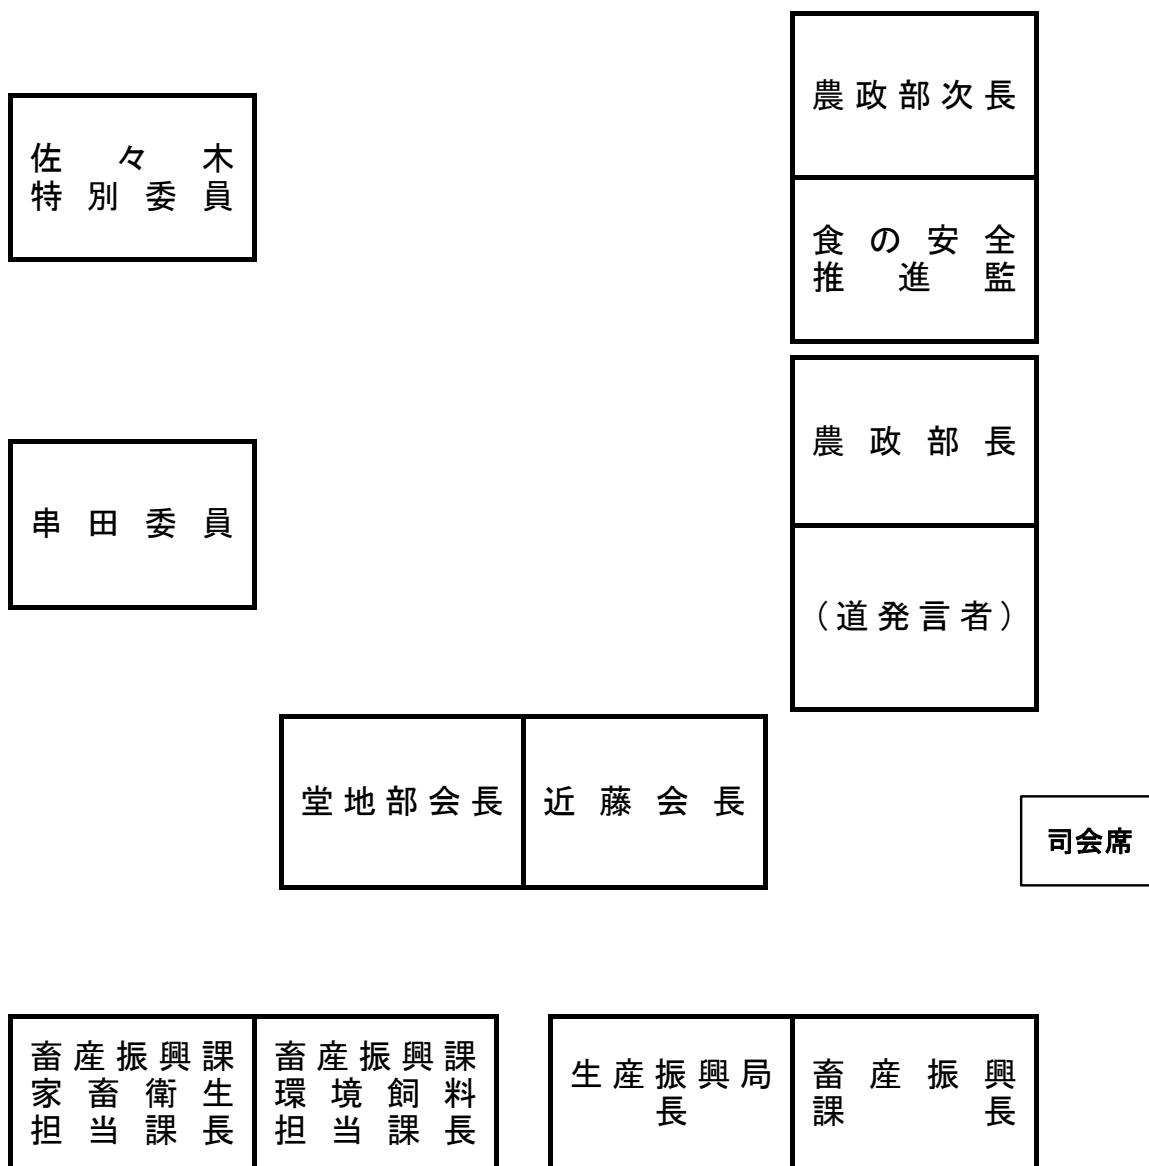 農政部次長
佐々木
特別委員
食の安全
推進監
農政部長
串田委員
（道発言者）
堂地部会長
近藤会長
司会席
畜産振興課
家畜衛生
担当課長
畜産振興課
環境飼料
担当課長
生産振興局
長
畜産振興
課長